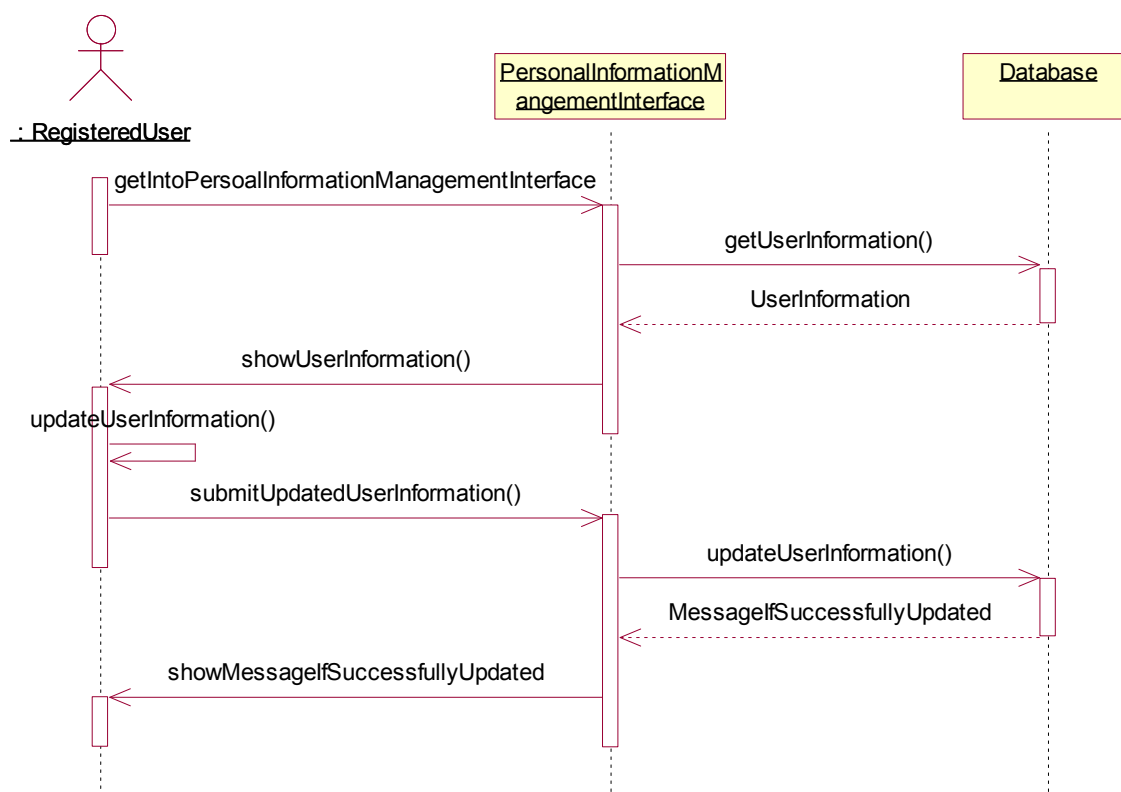 PersonalInformationM
angementInterface
Database
: RegisteredUser
getIntoPersoalInformationManagementInterface
getUserInformation()
UserInformation
showUserInformation()
updateUserInformation()
submitUpdatedUserInformation()
updateUserInformation()
MessageIfSuccessfullyUpdated
showMessageIfSuccessfullyUpdated